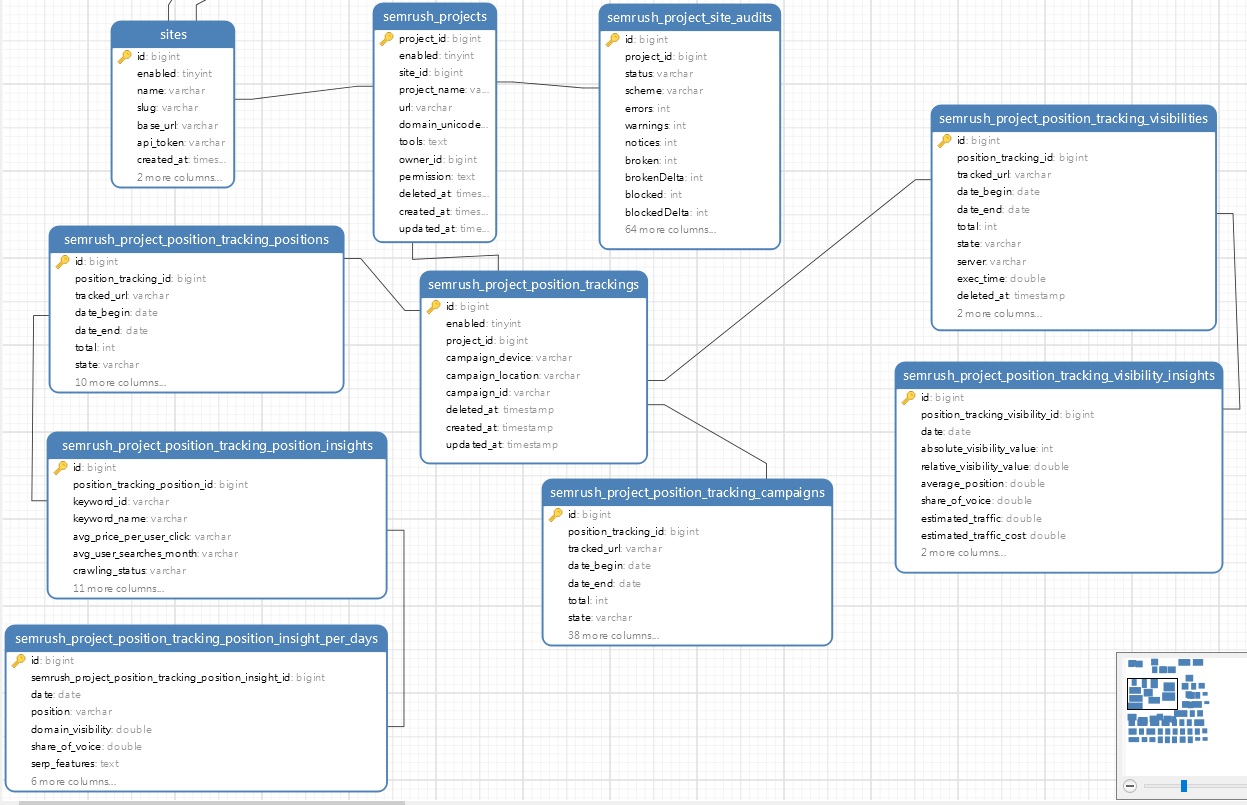 sites
id: bigint
enabled: tinyint
name: varchar
slug: varchar
base_url: varchar
api_token: varchar
created_at: times...
2 more columns...
semrush_projects
project_id: bigint
enabled: tinyint
site_id: bigint
project_name: va...
url: varchar
domain_unicode...
tools: text
owner_id: bigint
permission: text
deleted_at: times...
created_at: times...
updated_at: time...
semrush_project_site_audits
id: bigint
project_id: bigint
status: varchar
scheme: varchar
errors: int
warnings: int
notices: int
broken: int
brokenDelta: int
blocked: int
blockedDelta: int
64 more columns...
semrush_project_position_tracking_visibilities
id: bigint
position_tracking_id: bigint
tracked_url: varchar
date_begin: date
date_end: date
total: int
state: varchar
server: varchar
exec_time: double
deleted_at: timestamp
2 more columns...
semrush_project_position_tracking_positions
id: bigint
position_tracking_id: bigint
tracked_url: varchar
date_begin: date
date_end: date
total: int
state: varchar
10 more columns...
semrush_project_position_trackings
id: bigint
enabled: tinyint
project_id: bigint
campaign_device: varchar
campaign_location: varchar
campaign_id: varchar
deleted_at: timestamp
created_at: timestamp
updated_at: timestamp
semrush_project_position_tracking_visibility_insights
id: bigint
position_tracking_visibility_id: bigint
date: date
absolute_visibility_value: int
relative_visibility_value: double
average_position: double
share_of_voice: double
estimated_traffic: double
estimated_traffic_cost: double
2 more columns...
semrush_project_position_tracking_position_insights
id: bigint
position_tracking_position_id: bigint
keyword_id: varchar
keyword_name: varchar
avg_price_per_user_click: varchar
avg_user_searches_month: varchar
crawling_status: varchar
11 more columns...
semrush_project_position_tracking_campaigns
id: bigint
position_tracking_id: bigint
tracked_url: varchar
date_begin: date
date_end: date
total: int
state: varchar
38 more columns...
semrush_project_position_tracking_position_insight_per_days
id: bigint
semrush_project_position_tracking_position_insight_id: bigint
date: date
position: varchar
domain_visibility: double
share_of_voice: double
serp_features: text
6 more columns...